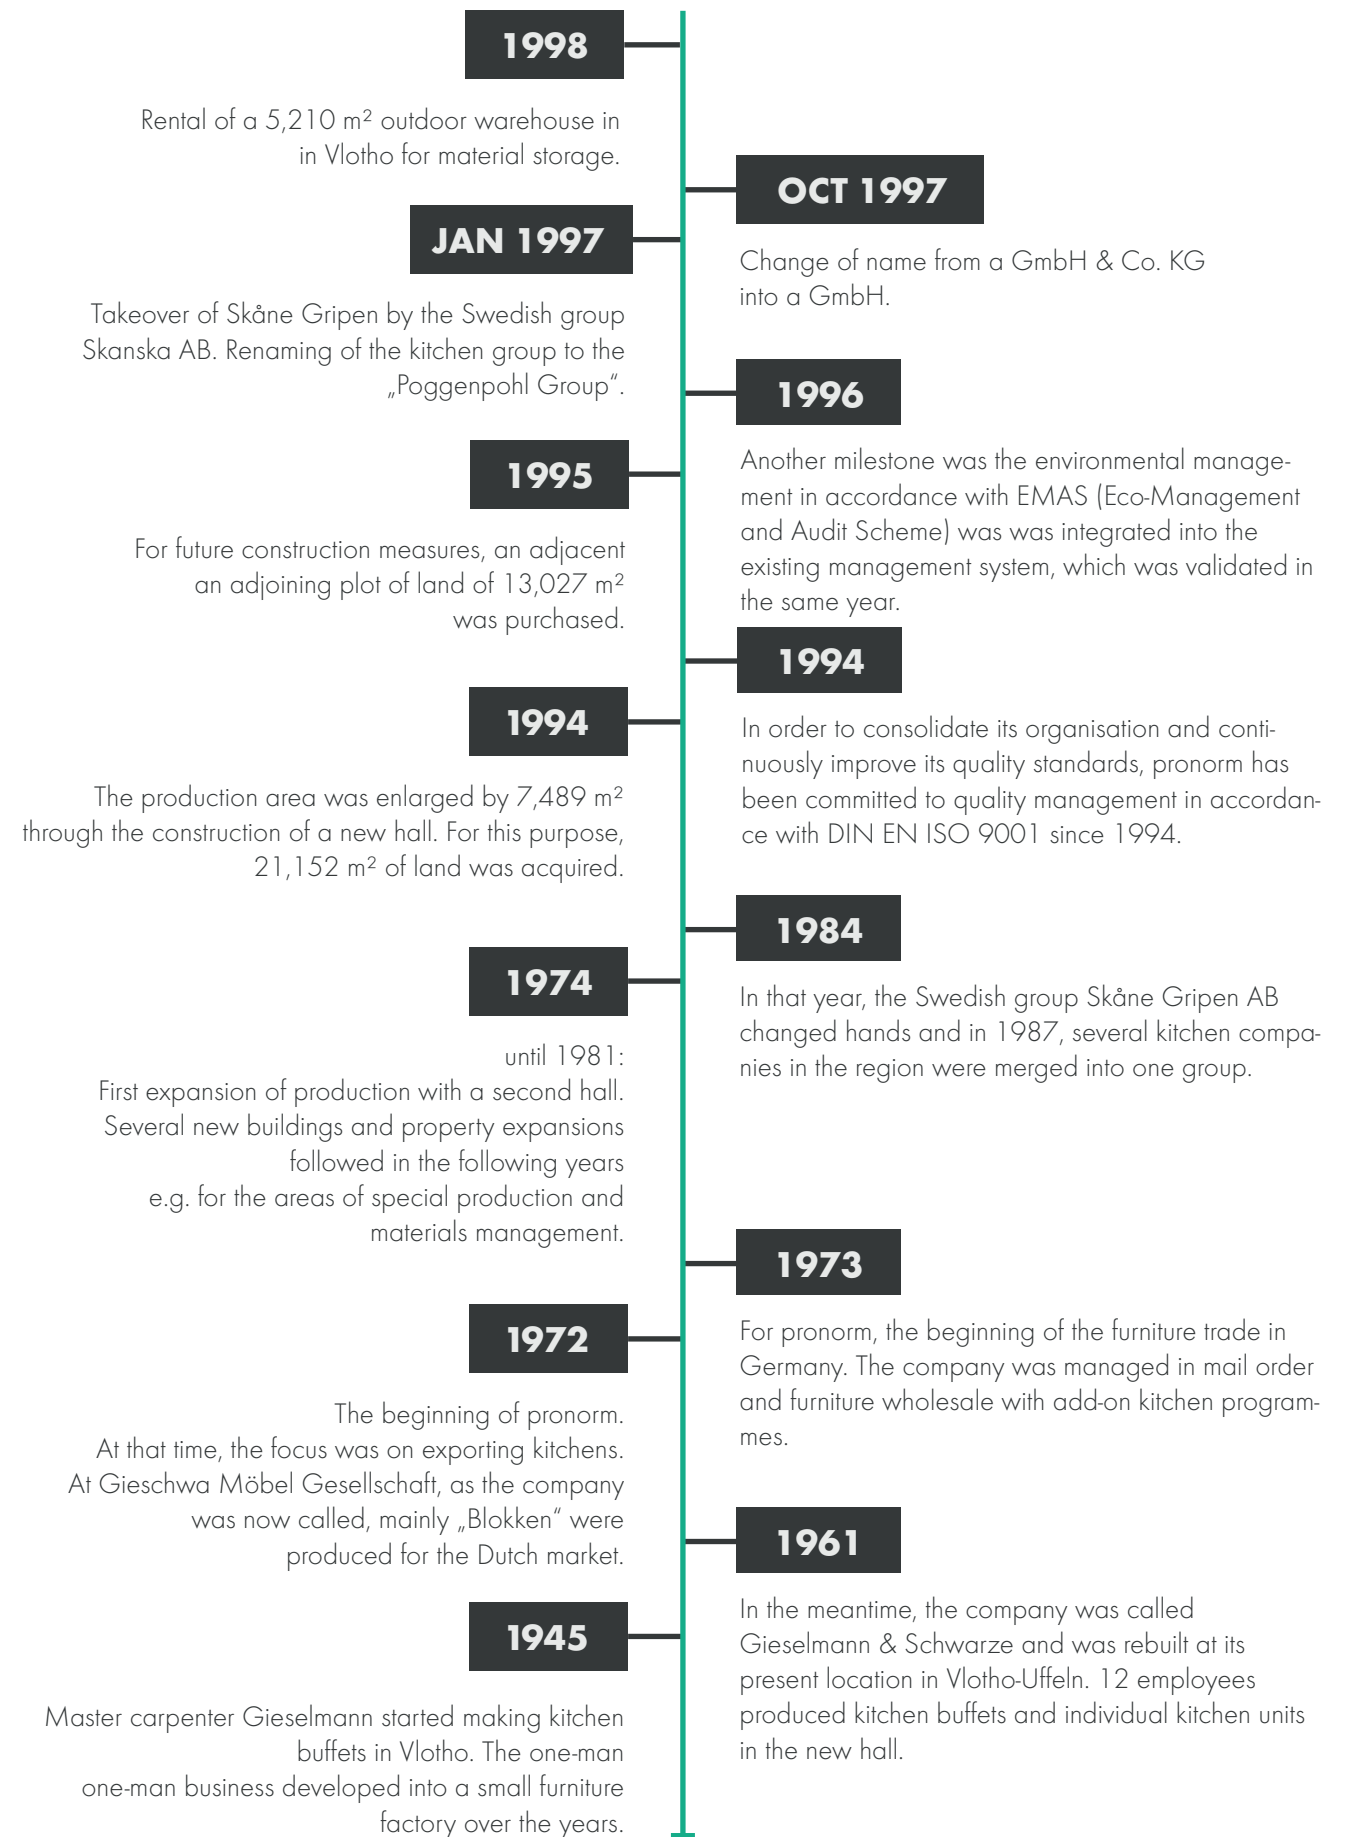 1998
Rental of a 5,210 m² outdoor warehouse in
in Vlotho for material storage.
OCT 1997
Change of name from a GmbH & Co. KG
into a GmbH.
JAN 1997
Takeover of Skåne Gripen by the Swedish group
Skanska AB. Renaming of the kitchen group to the
„Poggenpohl Group“.
1996
Another milestone was the environmental manage-
ment in accordance with EMAS (Eco-Management
and Audit Scheme) was was integrated into the
existing management system, which was validated in
the same year.
1995
For future construction measures, an adjacent
an adjoining plot of land of 13,027 m²
was purchased.
1994
In order to consolidate its organisation and conti-
nuously improve its quality standards, pronorm has
been committed to quality management in accordan-
ce with DIN EN ISO 9001 since 1994.
1994
The production area was enlarged by 7,489 m²
through the construction of a new hall. For this purpose,
21,152 m² of land was acquired.
1984
In that year, the Swedish group Skåne Gripen AB
changed hands and in 1987, several kitchen compa-
nies in the region were merged into one group.
1974
until 1981:
First expansion of production with a second hall.
Several new buildings and property expansions
followed in the following years
e.g. for the areas of special production and
materials management.
1973
For pronorm, the beginning of the furniture trade in
Germany. The company was managed in mail order
and furniture wholesale with add-on kitchen program-
mes.
1972
The beginning of pronorm.
At that time, the focus was on exporting kitchens.
At Gieschwa Möbel Gesellschaft, as the company
was now called, mainly „Blokken“ were
produced for the Dutch market.
1961
In the meantime, the company was called
Gieselmann & Schwarze and was rebuilt at its
present location in Vlotho-Uffeln. 12 employees
produced kitchen buffets and individual kitchen units
in the new hall.
1945
Master carpenter Gieselmann started making kitchen
buffets in Vlotho. The one-man
one-man business developed into a small furniture
factory over the years.